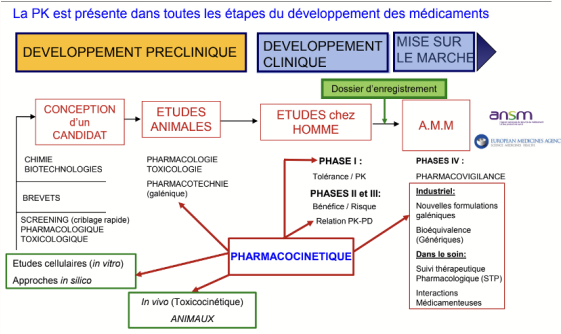 La PK est présente dans toutes les étapes du développement des médicaments
DEVELOPPEMENT PRECLINIQUE
DEVELOPPEMENT
CLINIQUE
MISE SUR
LE MARCHE
Dossier d'enregistrement
CONCEPTION
d'un
CANDIDAT
ETUDES
ANIMALES
ETUDES chez
HOMME
A.M.M
ansm
EUROPEAN MEDICINES AGENC
CHIMIE
BIOTECHNOLOGIES
BREVETS
SCREENING (criblage rapide)
PHARMACOLOGIQUE
TOXICOLOGIQUE
PHARMACOLOGIE
TOXICOLOGIE
PHARMACOTECHNIE
(galénique)
PHASE I :
Tolérance / PK
PHASES II et III:
Bénéfice / Risque
Relation PK-PD
PHASES IV :
PHARMACOVIGILANCE
Industriel:
Nouvelles formulations
galéniques
Bioéquivalence
(Génériques)
Dans le soin:
Suivi thérapeutique
Pharmacologique (STP)
Interactions
Médicamenteuses
PHARMACOCINETIQUE
Etudes cellulaires (in vitro)
Approches in silico
In vivo (Toxicocinétique)
ANIMAUX